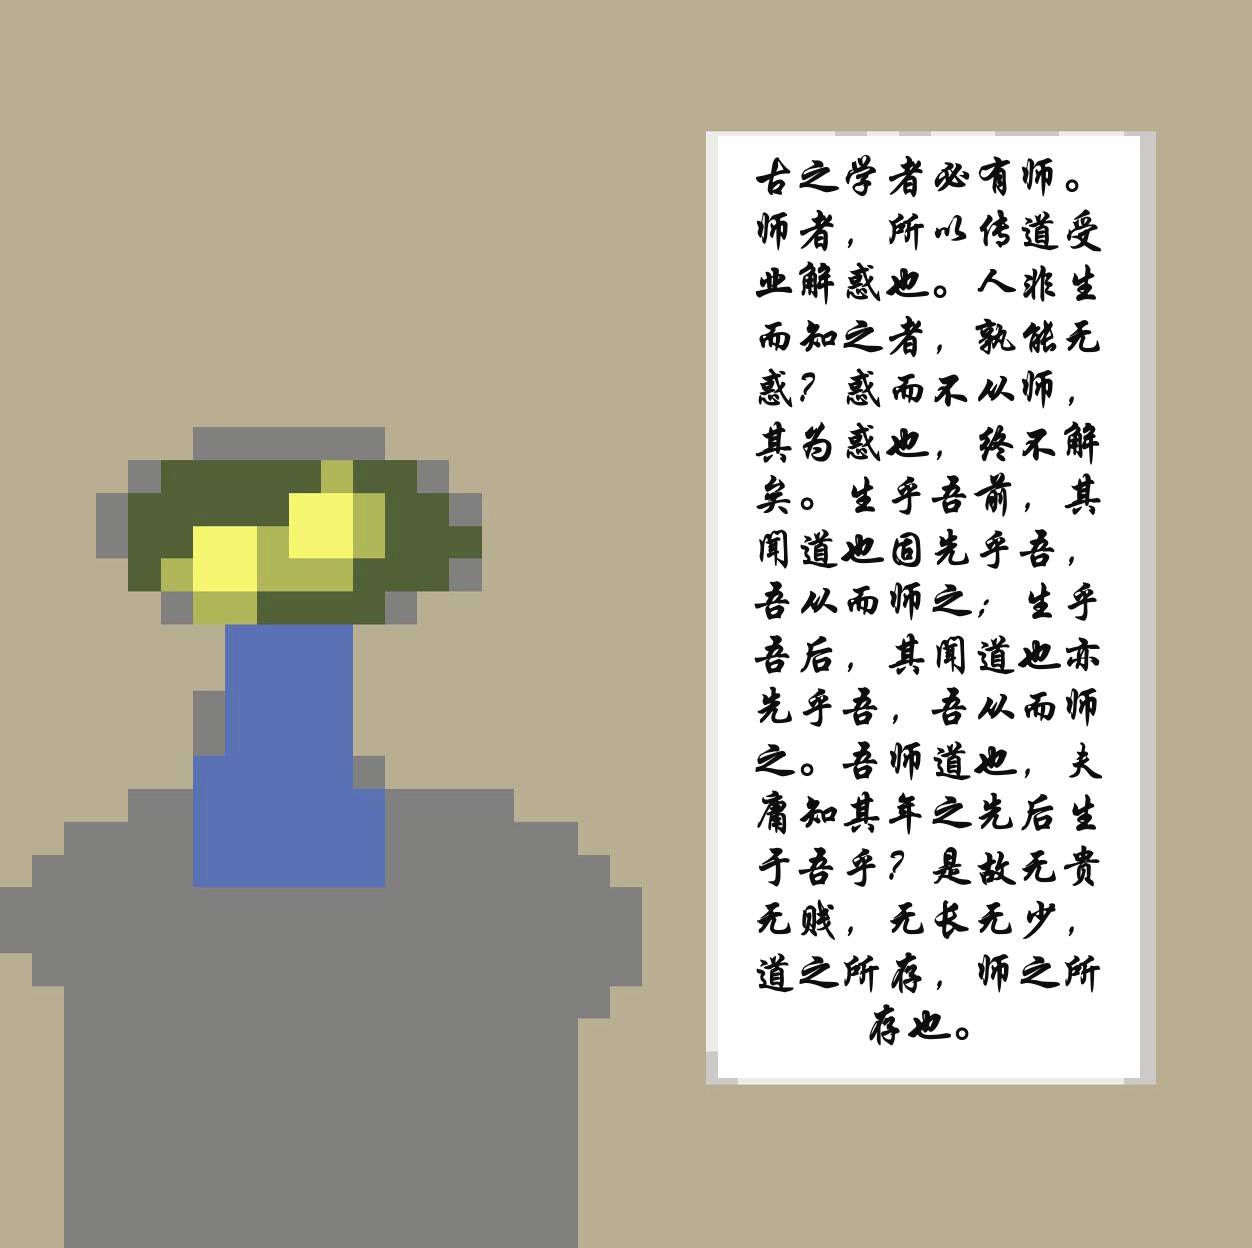 古之学者必有师。
师者，所以传道受
业解惑也。人非生
而知之者，孰能无
惑？惑而不从师，
其为惑也，终不解
矣。生乎吾前，其
闻道也固先乎吾，
吾从而师之；生乎
吾后，其闻道也亦
先乎吾，吾从而师
之。吾师道也，夫
庸知其年之先后生
于吾乎？是故无贵
无贱，无长无少，
道之所存，师之所
存也。